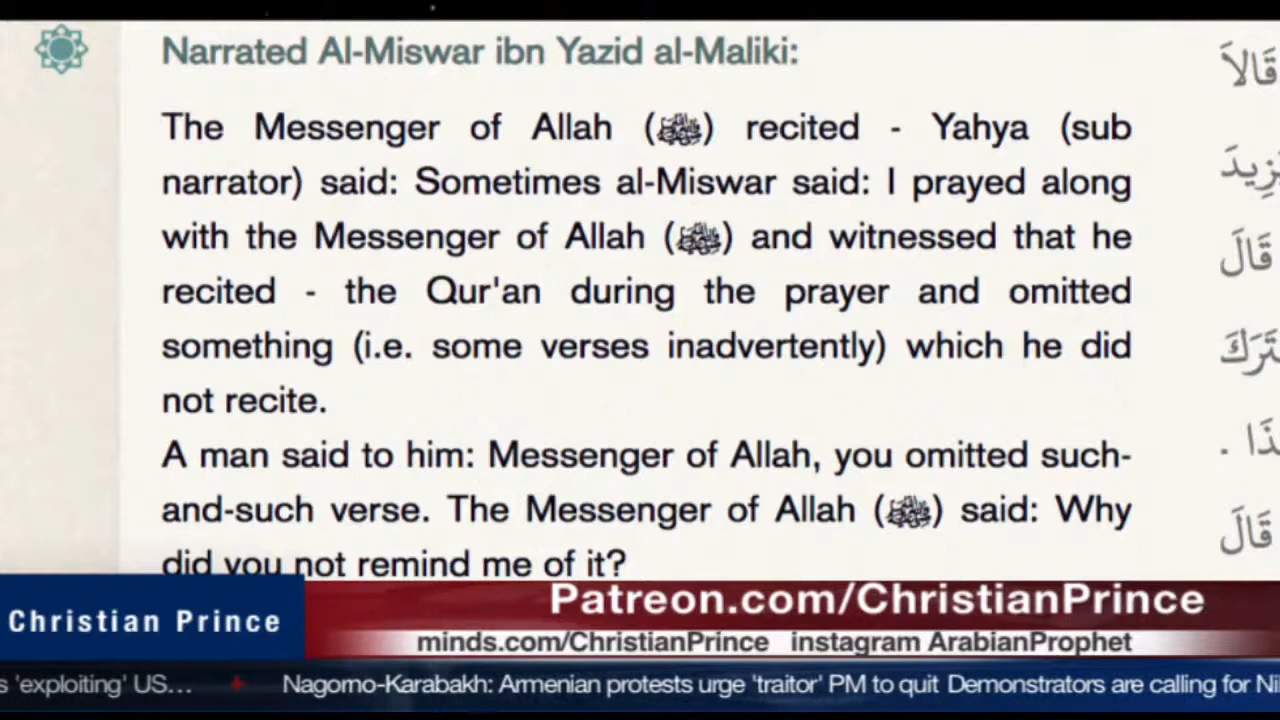 Narrated Al-Miswar ibn Yazid al-Maliki:
The Messenger of Allah (ﷺ) recited - Yahya (sub
narrator) said: Sometimes al-Miswar said: I prayed along
with the Messenger of Allah (ﷺ) and witnessed that he
recited - the Qur'an during the prayer and omitted
something (i.e. some verses inadvertently) which he did
not recite.
A man said to him: Messenger of Allah, you omitted such-
and-such verse. The Messenger of Allah (ﷺ) said: Why
did you not remind me of it?
قَالاَ
قَالَ
قَالَ
Christian Prince
Patreon.com/ChristianPrince
minds.com/ChristianPrince instagram ArabianProphet
s 'exploiting' US... Nagorno-Karabakh: Armenian protests urge 'traitor' PM to quit Demonstrators are calling for Ni